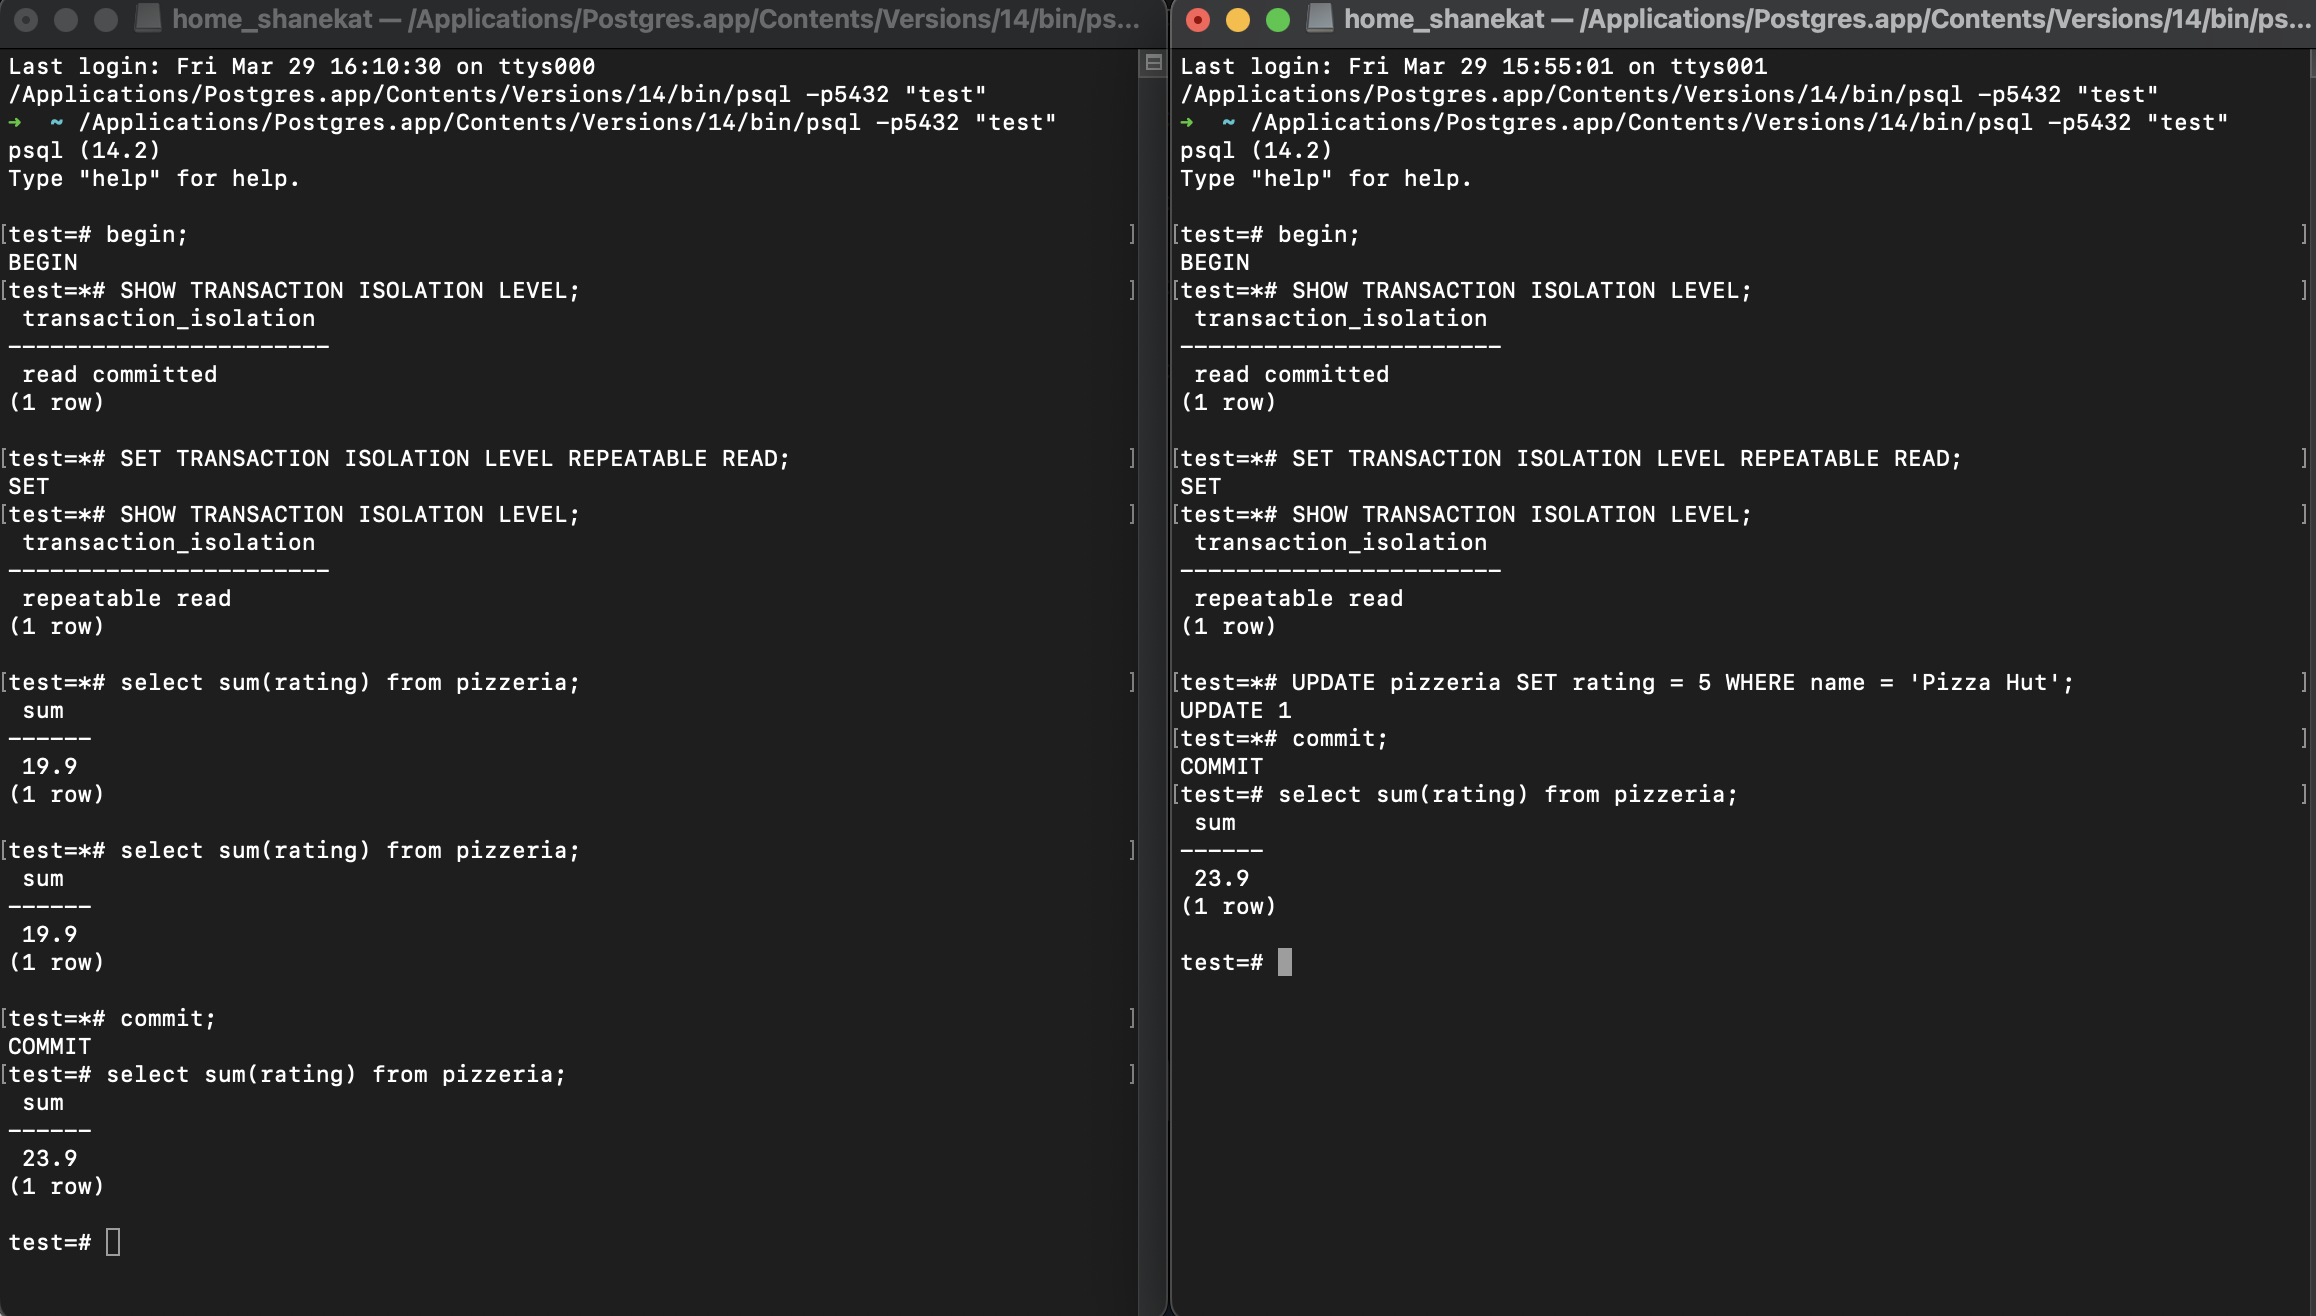 home_shanekat — /Applications/Postgres.app/Contents/Versions/14/bin/ps...
Last login: Fri Mar 29 16:10:30 on ttys000
/Applications/Postgres.app/Contents/Versions/14/bin/psql -p5432 "test"
➜  ~ /Applications/Postgres.app/Contents/Versions/14/bin/psql -p5432 "test"
psql (14.2)
Type "help" for help.
[test=# begin;]
BEGIN
[test=*# SHOW TRANSACTION ISOLATION LEVEL;]
transaction_isolation
-----------------------
read committed
(1 row)
[test=*# SET TRANSACTION ISOLATION LEVEL REPEATABLE READ;]
SET
[test=*# SHOW TRANSACTION ISOLATION LEVEL;]
transaction_isolation
-----------------------
repeatable read
(1 row)
[test=*# select sum(rating) from pizzeria;]
sum
------
19.9
(1 row)
[test=*# select sum(rating) from pizzeria;]
sum
------
19.9
(1 row)
[test=*# commit;]
COMMIT
[test=# select sum(rating) from pizzeria;]
sum
------
23.9
(1 row)
test=#
home_shanekat — /Applications/Postgres.app/Contents/Versions/14/bin/ps...
Last login: Fri Mar 29 15:55:01 on ttys001
/Applications/Postgres.app/Contents/Versions/14/bin/psql -p5432 "test"
➜  ~ /Applications/Postgres.app/Contents/Versions/14/bin/psql -p5432 "test"
psql (14.2)
Type "help" for help.
[test=# begin;]
BEGIN
[test=*# SHOW TRANSACTION ISOLATION LEVEL;]
transaction_isolation
-----------------------
read committed
(1 row)
[test=*# SET TRANSACTION ISOLATION LEVEL REPEATABLE READ;]
SET
[test=*# SHOW TRANSACTION ISOLATION LEVEL;]
transaction_isolation
-----------------------
repeatable read
(1 row)
[test=*# UPDATE pizzeria SET rating = 5 WHERE name = 'Pizza Hut';]
UPDATE 1
[test=*# commit;]
COMMIT
[test=# select sum(rating) from pizzeria;]
sum
------
23.9
(1 row)
test=#